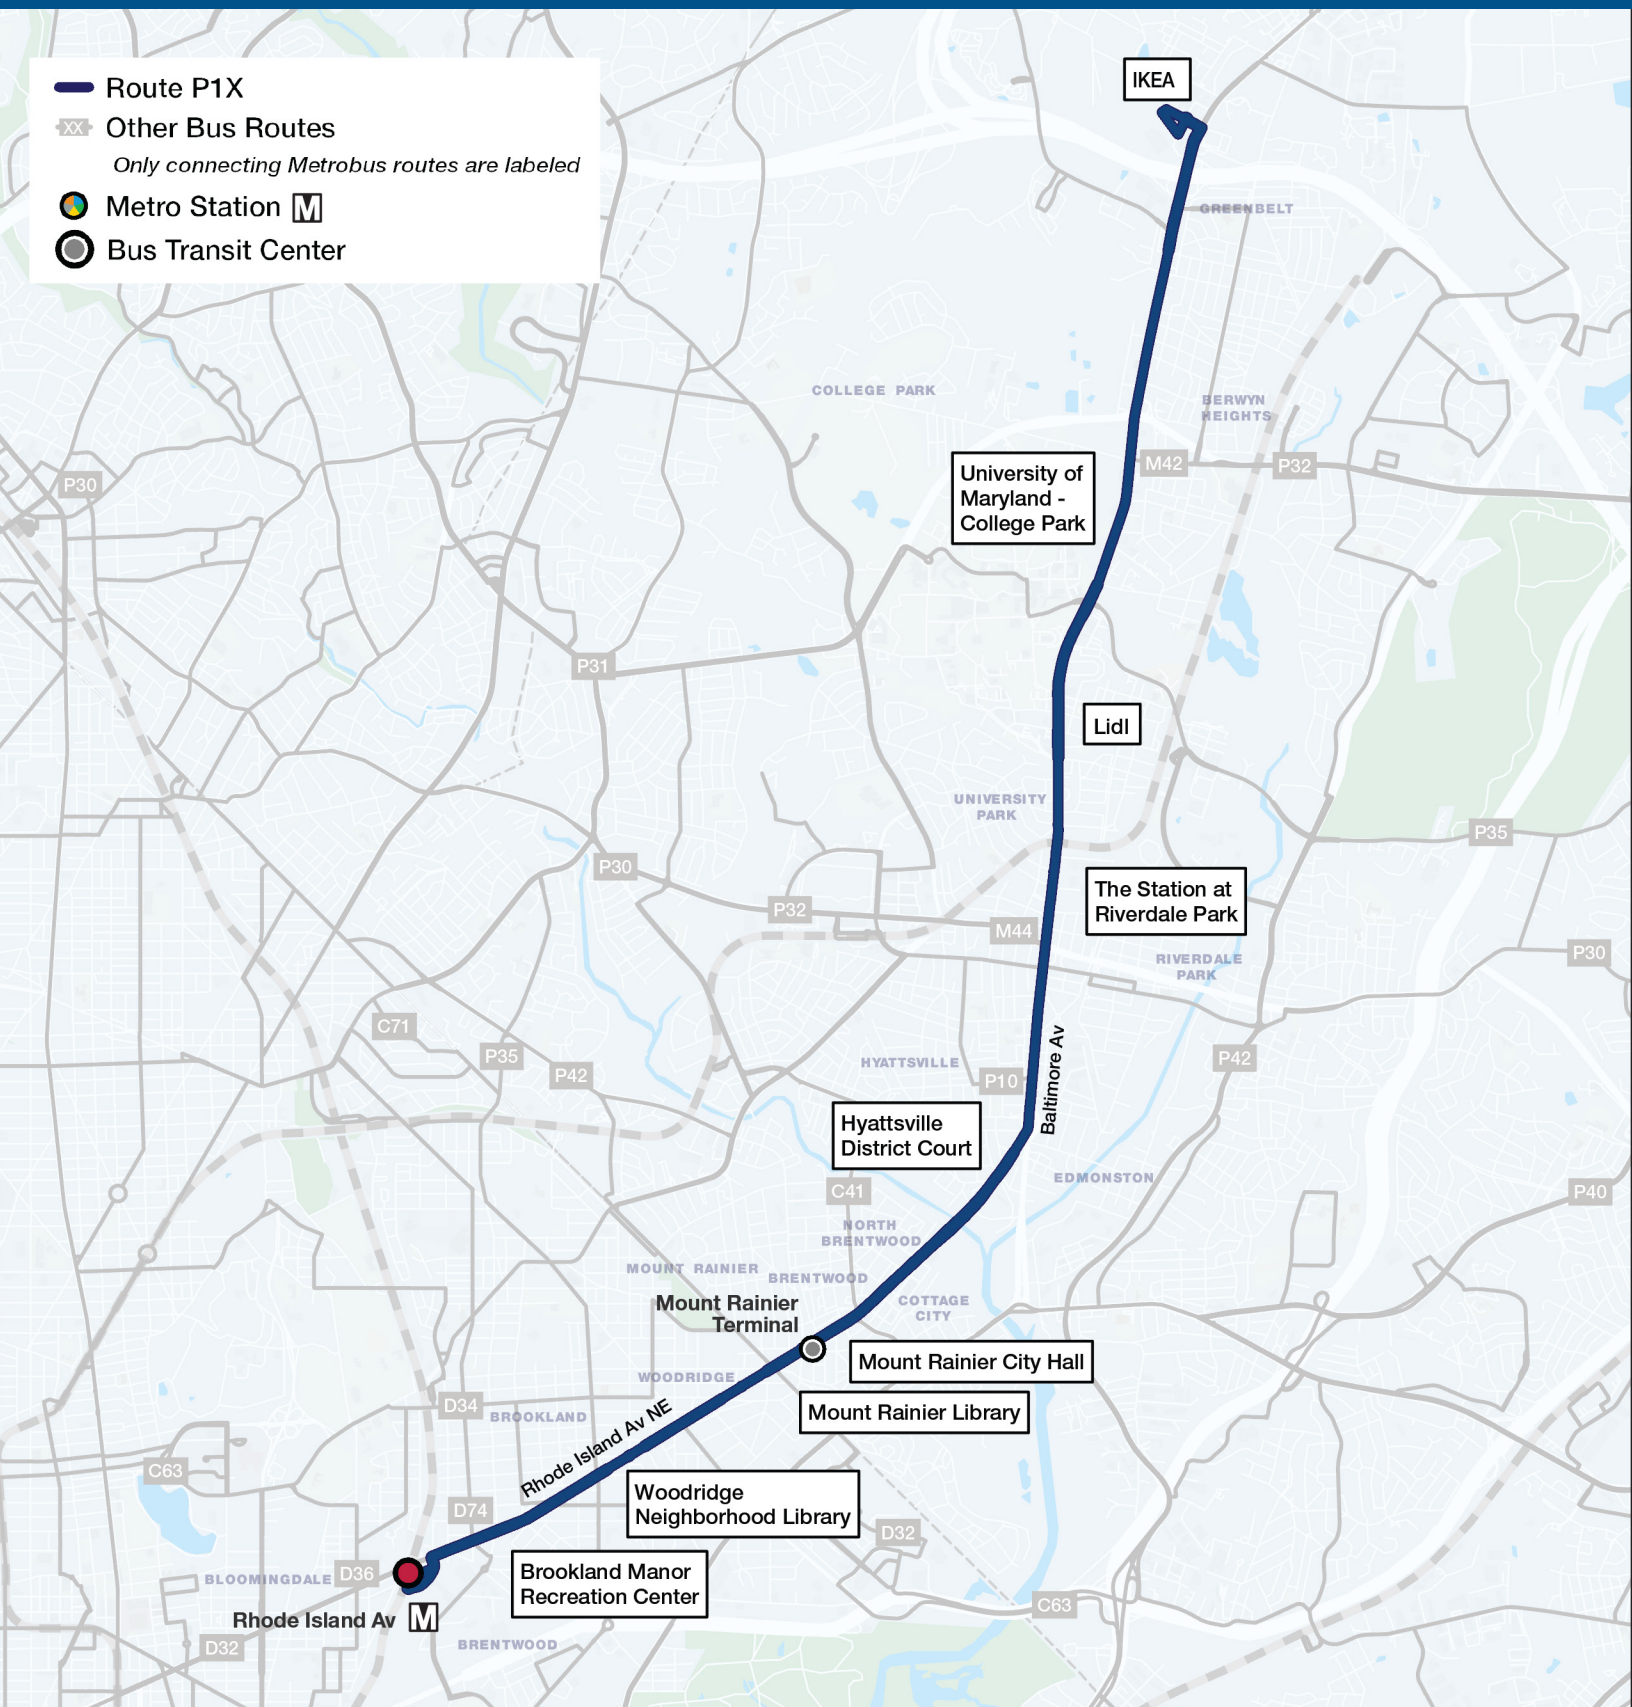 Route P1X
XX Other Bus Routes
Only connecting Metrobus routes are labeled
Metro Station M
Bus Transit Center
IKEA
GREENBELT
COLLEGE PARK
BERWYN
HEIGHTS
University of
Maryland -
College Park
M42
P32
P30
P31
Lidl
UNIVERSITY
PARK
P35
P30
The Station at
Riverdale Park
P32
M44
RIVERDALE
PARK
P30
C71
P35
P42
HYATTSVILLE
P10
Baltimore Av
P42
Hyattsville
District Court
EDMONSTON
C41
P40
NORTH
BRENTWOOD
MOUNT RAINIER
BRENTWOOD
COTTAGE
CITY
Mount Rainier
Terminal
Mount Rainier City Hall
WOODRIDGE
Mount Rainier Library
D34
BROOKLAND
Rhode Island Av NE
C63
Woodridge
Neighborhood Library
D74
D32
BLOOMINGDALE
D36
Brookland Manor
Recreation Center
C63
Rhode Island Av M
D32
BRENTWOOD